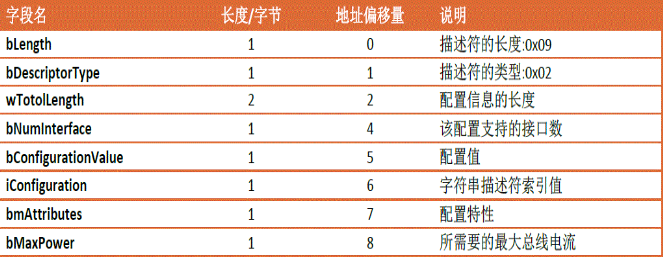 字段名 长度/字节 地址偏移量 说明
bLength 1 0 描述符的长度:0x09
bDescriptorType 1 1 描述符的类型:0x02
wTotolLength 2 2 配置信息的长度
bNumInterface 1 4 该配置支持的接口数
bConfigurationValue 1 5 配置值
iConfiguration 1 6 字符串描述符索引值
bmAttributes 1 7 配置特性
bMaxPower 1 8 所需要的最大总线电流